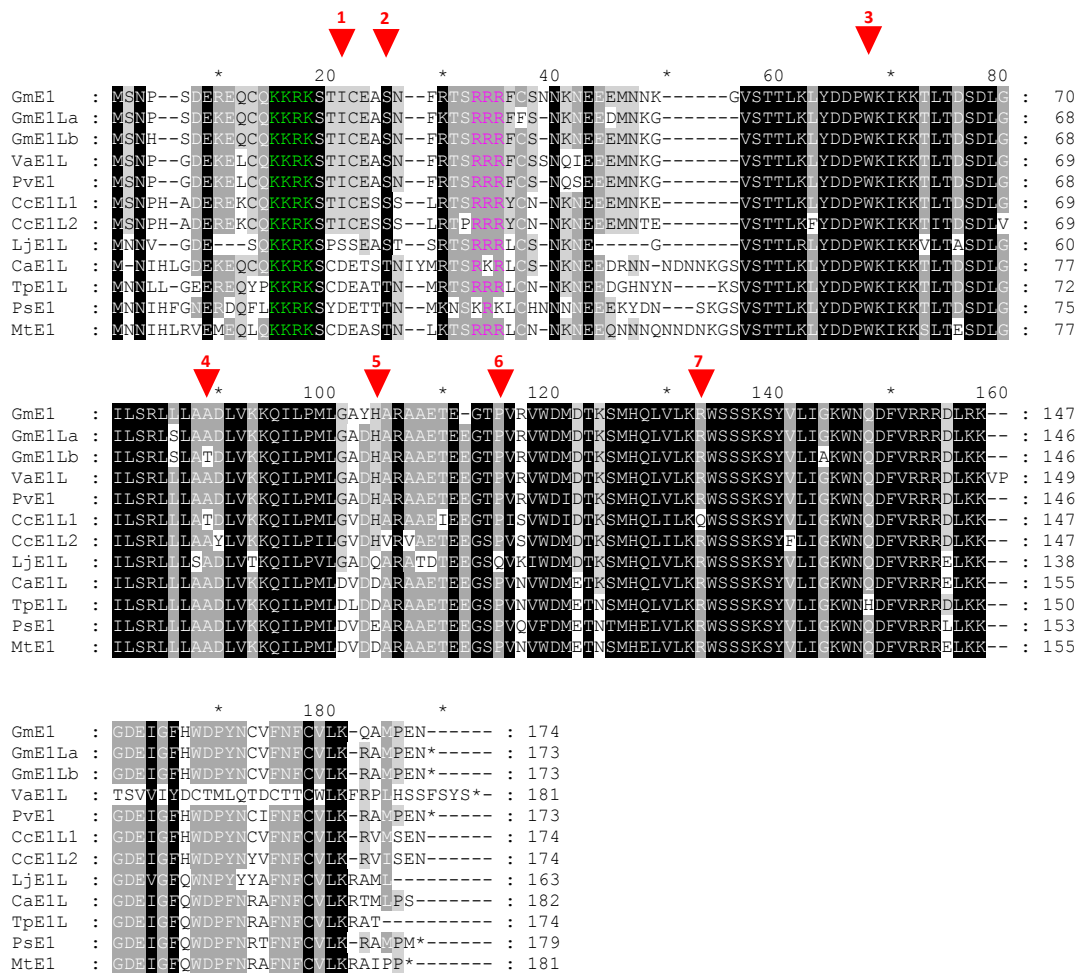 1 2 3
* 20 * 40 * 60 * 80
GmE1 : MSNP--SDEREQCQKKRKSTICEASN--FRTSRRRFCSNNKNEEEMNNK------GVSTTLKLYDDPWKIKKTLTDSDLG : 70
GmE1La : MSNP--SDEKEQCQKKRKSTICEASN--FKTSRRRFFS-NKNEEDMNKG-------VSTTLKLYDDPWKIKKTLTDSDLG : 68
GmE1Lb : MSNH--SDEKEQCQKKRKSTICEASN--FKTSRRRFCS-NKNEEEMNKG-------VSTTLKLYDDPWKIKKTLTDSDLG : 68
VaE1L : MSNP--GDEKELCQKKRKSTICEASN--FRTSRRRFCSSNQIEEEMNKG-------VSTTLKLYDDPWKIKKTLTDSDLG : 69
PvE1 : MSNP--GDEKELCQKKRKSTICEASN--FRTSRRRFCS-NQSEEEMNKG-------VSTTLKLYDDPWKIKKTLTDSDLG : 68
CcE1L1 : MSNPH-ADEREKCQKKRKSTICESSS--LRTSRRRYCN-NKNEEEMNKE-------VSTTLKLYDDPWKIKKTLTDSDLG : 69
CcE1L2 : MSNPH-ADEREKCQKKRKSTICESSS--LRTPRRRYCN-NKNEEEMNTE-------VSTTLKFYDDPWKIKKTLTDSDLV : 69
LjE1L : MNNV--GDE---SQKKRKSPSSEAST--SRTSRRRLCS-NKNE-----G-------VSTTLKLYDDPWKIKKVLTASDLG : 60
CaE1L : M-NIHLGDEKEQCQKKRKSCDETSTNIYMRTSRKRLCS-NKNEEDRNN-NDNNKGSVSTTLKLYDDPWKIKKTLTDSDLG : 77
TpE1L : MNNLL-GEEREQYPKKRKSCDEATTN--MRTSRRRLCN-NKNEEDGHNYN----KSVSTTLKLYDDPWKIKKTLTDSDLG : 72
PsE1 : MNNIHFGNERDQFLKKRKSYDETTTN--MKNSKRKLCHNNNNEEEKYDN---SKGSVSTTLKLYDDPWKIKKTLTDSDLG : 75
MtE1 : MNNIHLRVEMEQLQKKRKSCDEASTN--LKTSRRRLCN-NKNEEQNNNQNNDNKGSVSTTLKLYDDPWKIKKSLTESDLG : 77
4 5 6 7
* 100 * 120 * 140 * 160
GmE1 : ILSRLLLAADLVKKQILPMLGAYHARAAETE-GTPVRVWDMDTKSMHQLVLKRWSSSKSYVLIGKWNQDFVRRRDLRK-- : 147
GmE1La : ILSRLSLAADLVKKQILPMLGADHARAAETEEGTPVRVWDMDTKSMHQLVLKRWSSSKSYVLIGKWNQDFVRRRDLKK-- : 146
GmE1Lb : ILSRLSLATDLVKKQILPMLGADHARAAETEEGTPVRVWDMDTKSMHQLVLKRWSSSKSYVLIAKWNQDFVRRRDLKK-- : 146
VaE1L : ILSRLLLAADLVKKQILPMLGADHARAAETEEGTPVRVWDMDTKSMHQLVLKRWSSSKSYVLIGKWNQDFVRRRDLKKVP : 149
PvE1 : ILSRLLLAADLVKKQILPMLGADHARAAETEEGTPVRVWDIDTKSMHQLVLKRWSSSKSYVLIGKWNQDFVRRRDLKK-- : 146
CcE1L1 : ILSRLLLATDLVKKQILPMLGVDHARAAEIEEGTPISVWDIDTKSMHQLILKQWSSSKSYVLIGKWNQDFVRRRDLKK-- : 147
CcE1L2 : ILSRLLLAAYLVKKQILPILGVDHVRVAETEEGSPVSVWDMDTKSMHQLVLKRWSSSKSYVFIGKWNQDFVRRRDLKK-- : 147
LjE1L : ILSRLLLSADLVTKQILPVLGADQARATDTEEGSQVKIWDMDTKSMHQLVLKRWSSSKSYVLIGKWNQDFVRRRELKK-- : 138
CaE1L : ILSRLLLAADLVKKQILPMLDVDDARAAETEEGSPVNVWDMETKSMHQLVLKRWSSSKSYVLIGKWNQDFVRRRELKK-- : 155
TpE1L : ILSRLLLAADLVKKQILPMLDLDDARAAETEEGSPVNVWDMETNSMHQLVLKRWSSSKSYVLIGKWNHDFVRRRDLKK-- : 150
PsE1 : ILSRLLLAADLVKKQILPMLDVDEARAAETEEGSPVQVFDMETNTMHELVLKRWSSSKSYVLIGKWNQDFVRRRLLKK-- : 153
MtE1 : ILSRLLLAADLVKKQILPMLDVDDARAAETEEGSPVNVWDMETNSMHELVLKRWSSSKSYVLIGKWNQDFVRRRELKK-- : 155
* 180 *
GmE1 : GDEIGFHWDPYNCVFNFCVLK-QAMPEN------ : 174
GmE1La : GDEIGFHWDPYNCVFNFCVLK-RAMPEN*----- : 173
GmE1Lb : GDEIGFHWDPYNCVFNFCVLK-RAMPEN*----- : 173
VaE1L : TSVVIYDCTMLQTDCTTCWLKFRPLHSSFSYS*- : 181
PvE1 : GDEIGFHWDPYNCIFNFCVLK-RAMPEN*----- : 173
CcE1L1 : GDEIGFHWDPYNCVFNFCVLK-RVMSEN------ : 174
CcE1L2 : GDEIGFHWDPYNYVFNFCVLK-RVISEN------ : 174
LjE1L : GDEVGFQWNPYYYAFNFCVLKRAML--------- : 163
CaE1L : GDEIGFQWDPFNRAFNFCVLKRTMLPS------- : 182
TpE1L : GDEIGFQWDPFNRAFNFCVLKRAT---------- : 174
PsE1 : GDEIGFQWDPFNRTFNFCVLK-RAMPM*------ : 179
MtE1 : GDEIGFQWDPFNRAFNFCVLKRAIPP*------- : 181